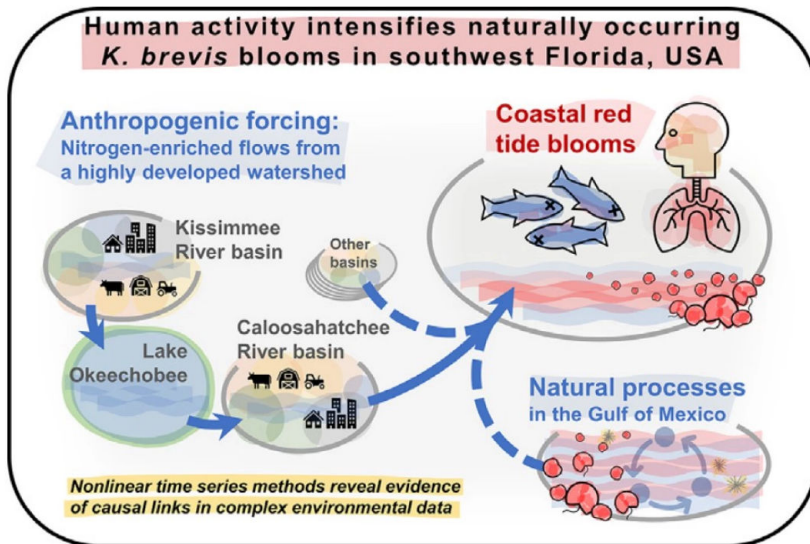 Human activity intensifies naturally occurring
K. brevis blooms in southwest Florida, USA
Anthropogenic forcing:
Nitrogen-enriched flows from
a highly developed watershed
Coastal red
tide blooms
Kissimmee
River basin
Other
basins
Lake
Okeechobee
Caloosahatchee
River basin
Natural processes
in the Gulf of Mexico
Nonlinear time series methods reveal evidence
of causal links in complex environmental data